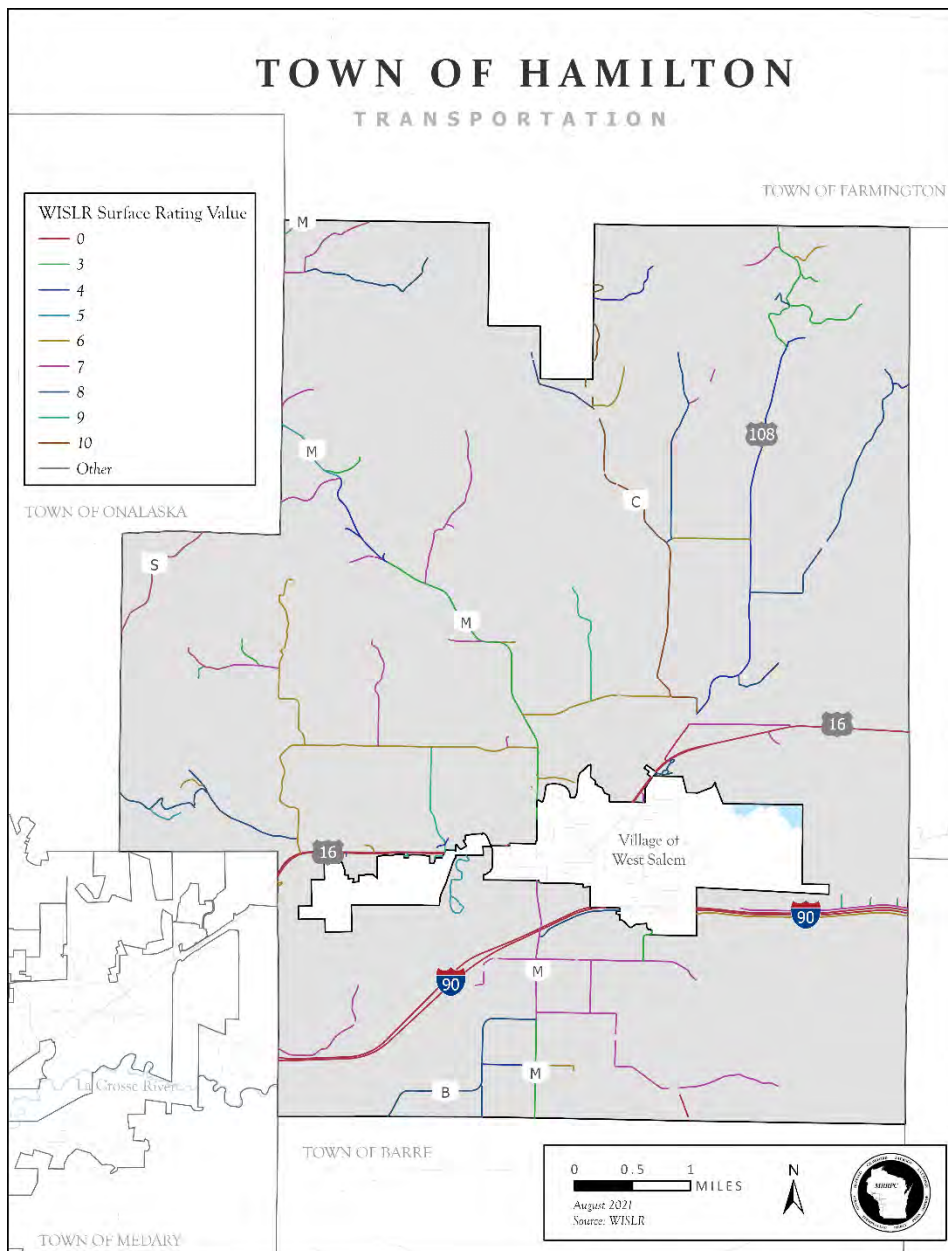 TOWN OF HAMILTON
TRANSPORTATION
TOWN OF FARMINGTON
WISLR Surface Rating Value
0
3
4
5
6
7
8
9
10
Other
M
108
M
TOWN OF ONALASKA
C
S
M
16
Village of
West Salem
16
90
M
90
La Crosse River
M
B
TOWN OF BARRE
0 0.5 1
MILES
N
August 2021
Source: WISLR
MRRPC
TOWN OF MEDARY